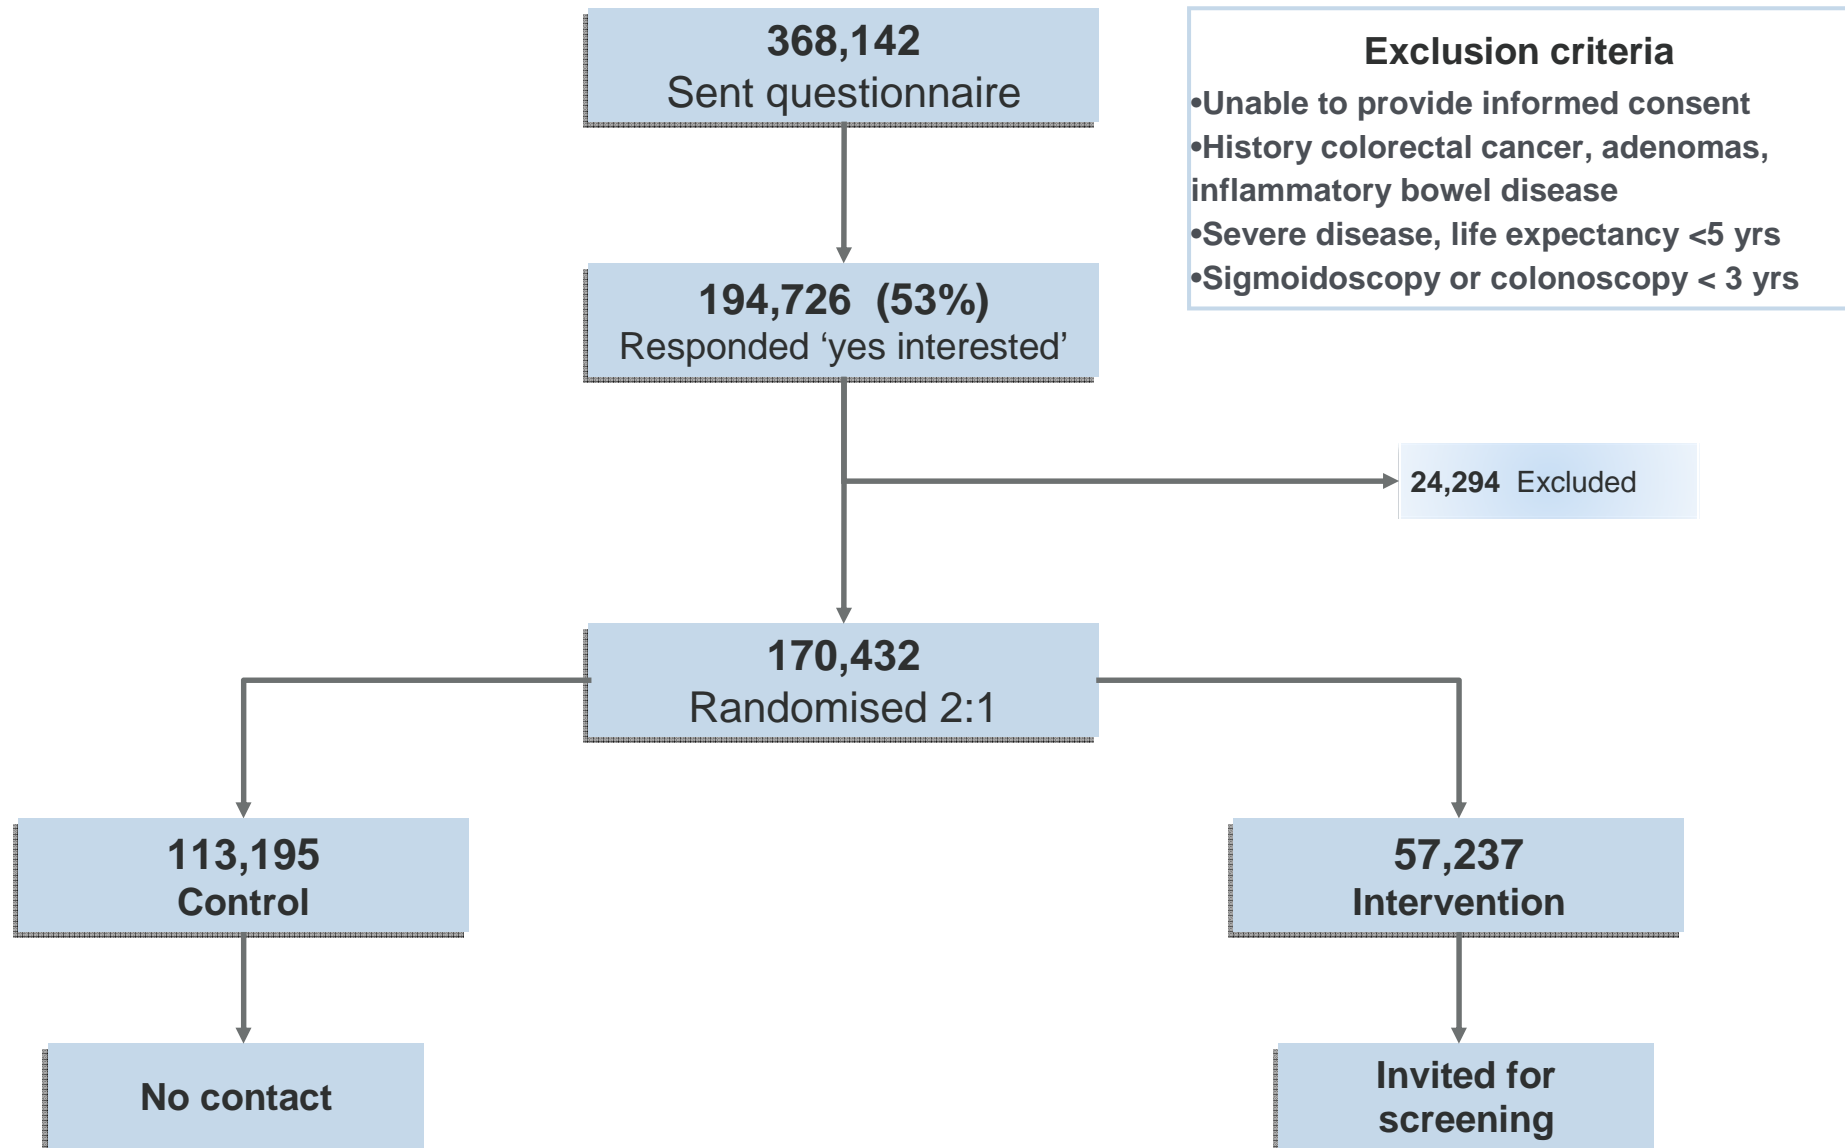 368,142
Sent questionnaire
Exclusion criteria
•Unable to provide informed consent
•History colorectal cancer, adenomas,
inflammatory bowel disease
•Severe disease, life expectancy <5 yrs
•Sigmoidoscopy or colonoscopy < 3 yrs
194,726 (53%)
Responded ‘yes interested’
24,294 Excluded
170,432
Randomised 2:1
113,195
Control
57,237
Intervention
No contact
Invited for
screening